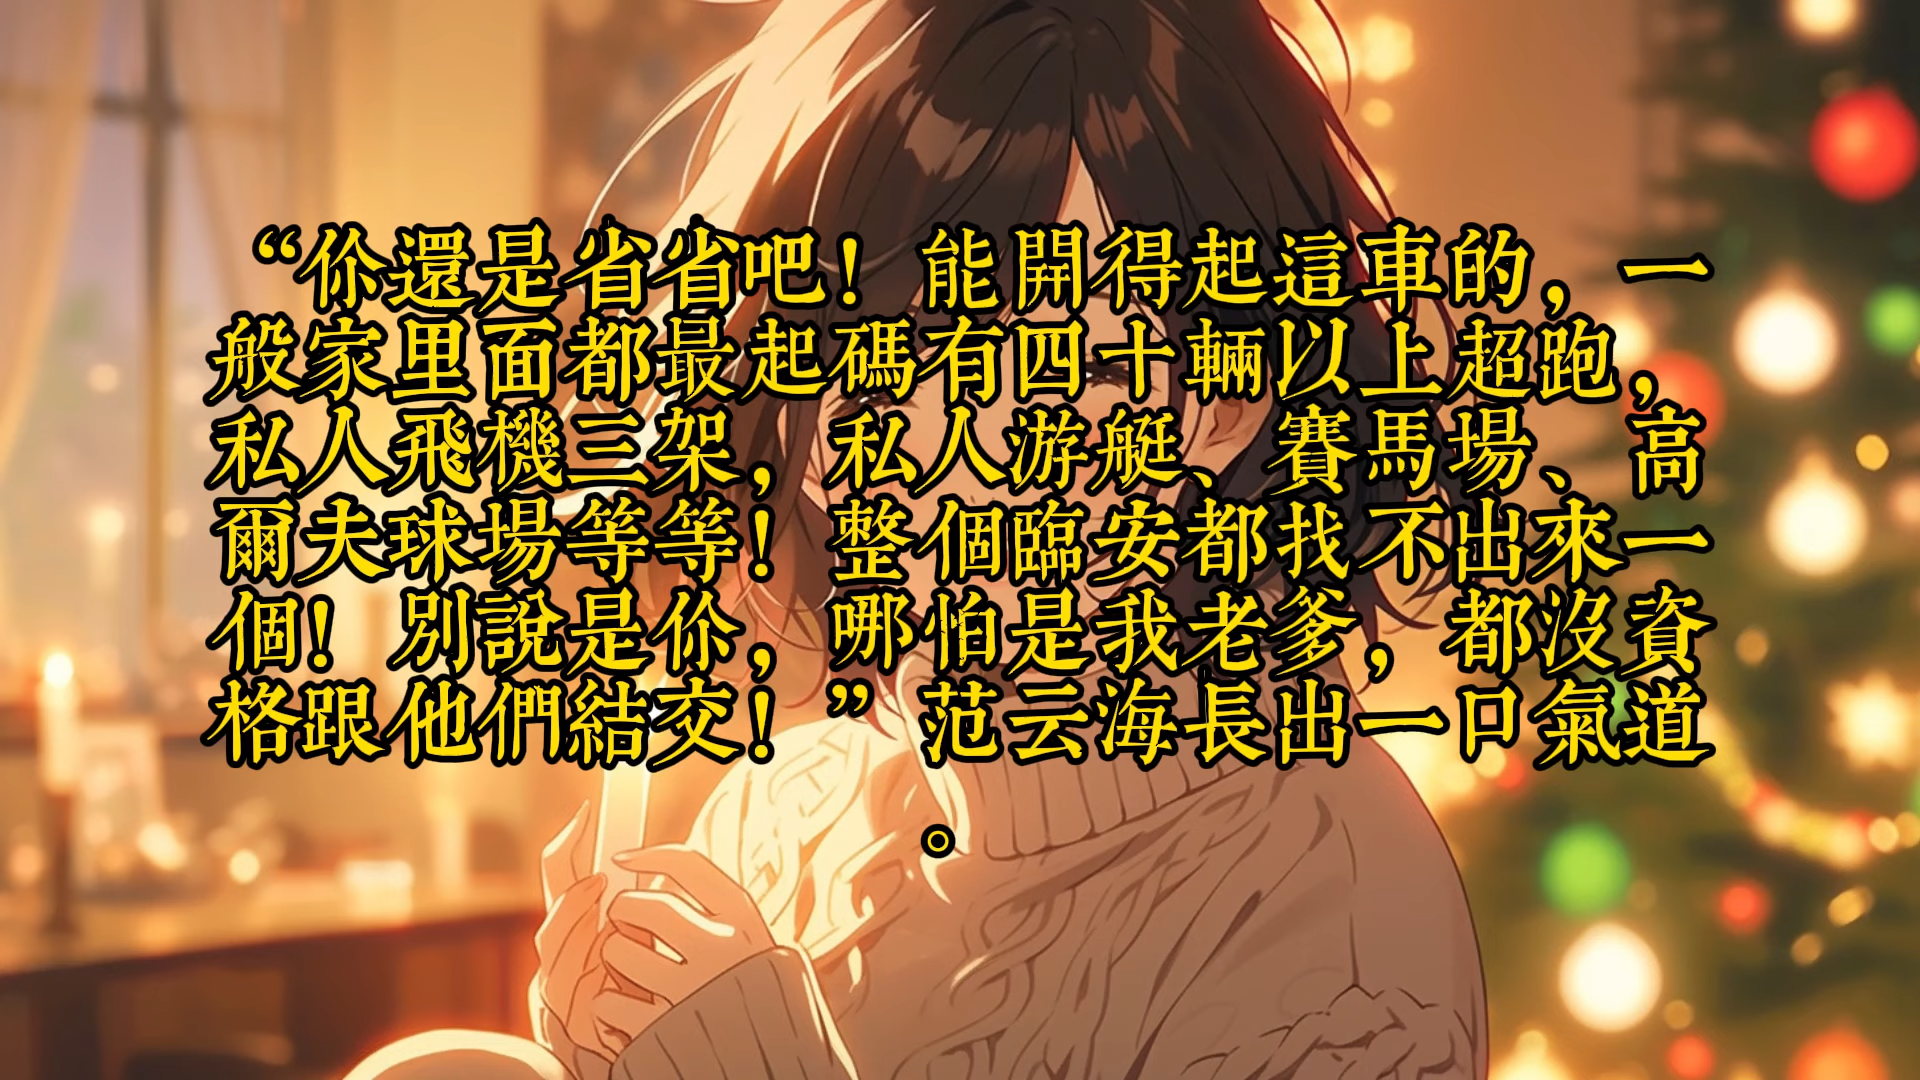 “你還是省省吧！能開得起這車的，一
般家里面都最起碼有四十輛以上超跑，
私人飛機三架，私人游艇、賽馬場、高
爾夫球場等等！整個臨安都找不出來一
個！別說是你，哪怕是我老爹，都沒資
格跟他們結交！”范云海長出一口氣道
。